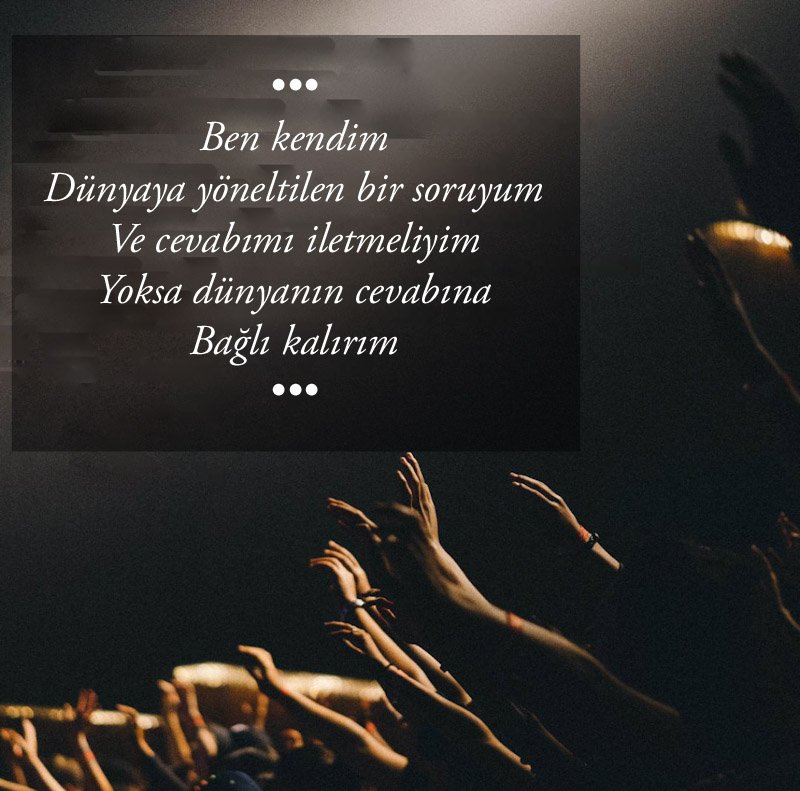 •••
Ben kendim
Dünyaya yöneltilen bir soruyum
Ve cevabımı iletmeliyim
Yoksa dünyanın cevabına
Bağlı kalırım
•••